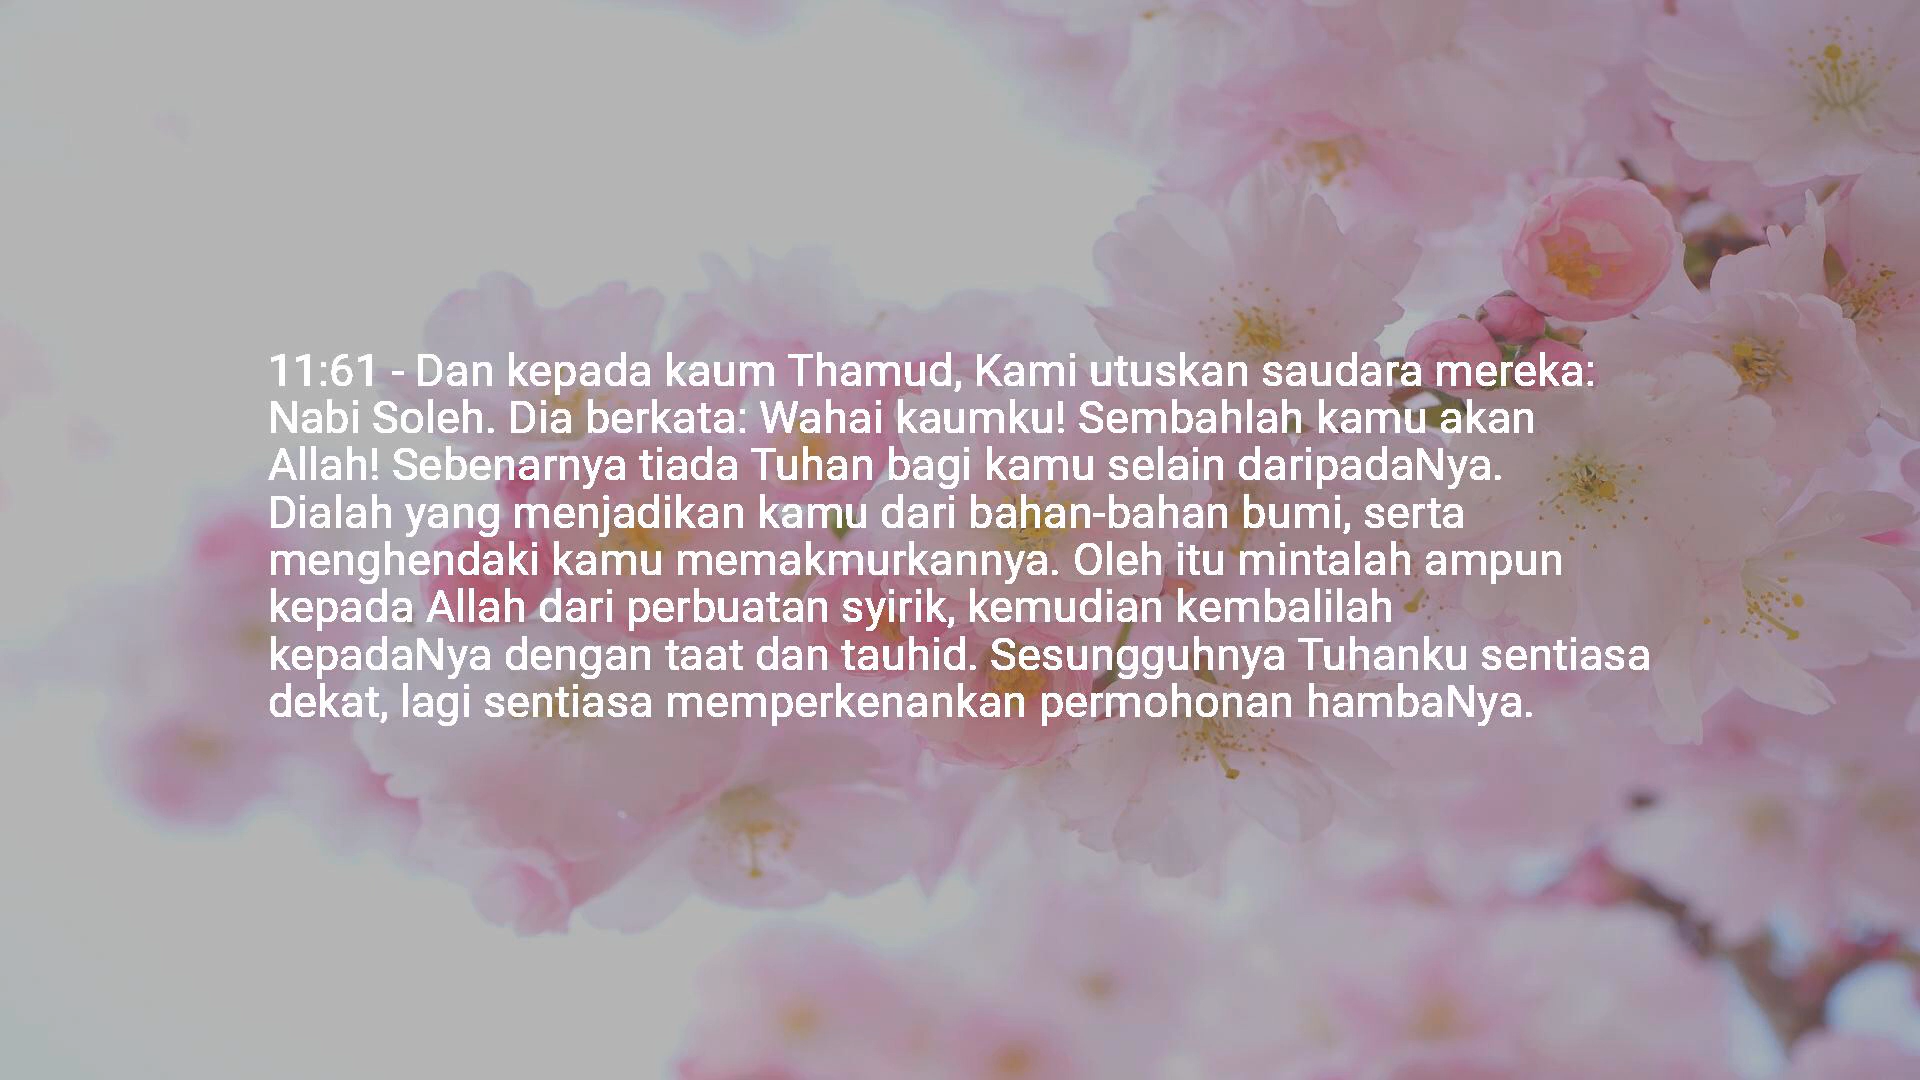 11:61 - Dan kepada kaum Thamud, Kami utuskan saudara mereka:
Nabi Soleh. Dia berkata: Wahai kaumku! Sembahlah kamu akan
Allah! Sebenarnya tiada Tuhan bagi kamu selain daripadaNya.
Dialah yang menjadikan kamu dari bahan-bahan bumi, serta
menghendaki kamu memakmurkannya. Oleh itu mintalah ampun
kepada Allah dari perbuatan syirik, kemudian kembalilah
kepadaNya dengan taat dan tauhid. Sesungguhnya Tuhanku sentiasa
dekat, lagi sentiasa memperkenankan permohonan hambaNya.